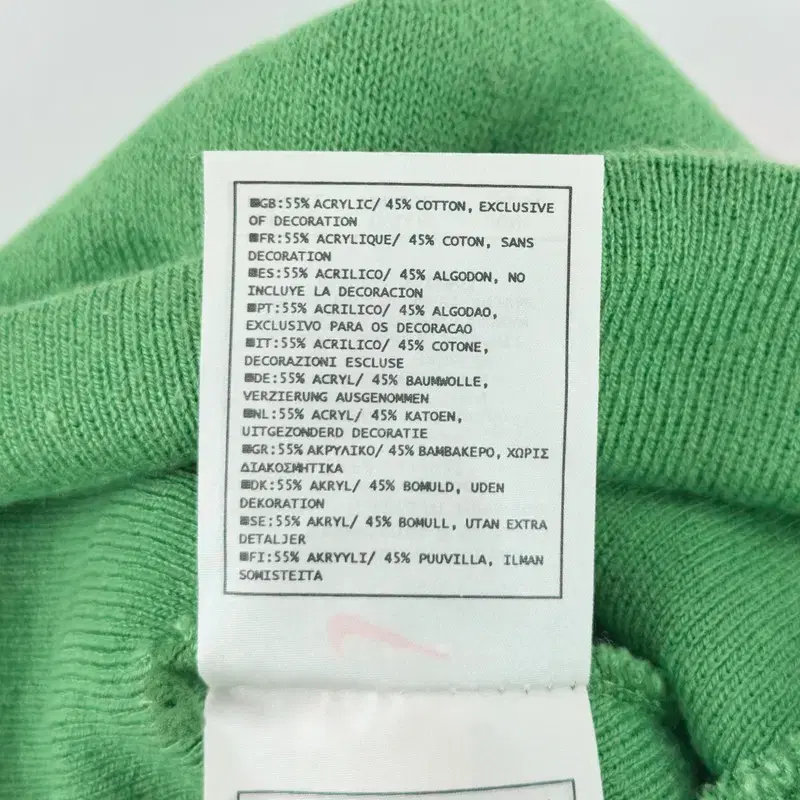 GB:55% ACRYLIC/ 45% COTTON, EXCLUSIVE
OF DECORATION
FR:55% ACRYLIQUE/ 45% COTON, SANS
DECORATION
ES:55% ACRILICO/ 45% ALGODON, NO
INCLUYE LA DECORACION
PT:55% ACRILICO/ 45% ALGODAO,
EXCLUSIVO PARA OS DECORACAO
IT:55% ACRILICO/ 45% COTONE,
DECORAZIONI ESCLUSE
DE:55% ACRYL/ 45% BAUMWOLLE,
VERZIERUNG AUSGENOMMEN
NL:55% ACRYL/ 45% KATOEN,
UITGEZONDERD DECORATIE
GR:55% ΑΚΡΥΛΙΚΟ/ 45% ΒΑΜΒΑΚΕΡΟ, ΧΩΡΙΣ
ΔΙΑΚΟΣΜΗΤΙΚΑ
DK:55% AKRYL/ 45% BOMULD, UDEN
DEKORATION
SE:55% AKRYL/ 45% BOMULL, UTAN EXTRA
DETALJER
FI:55% AKRYYLI/ 45% PUUVILLA, ILMAN
SOMISTEITA